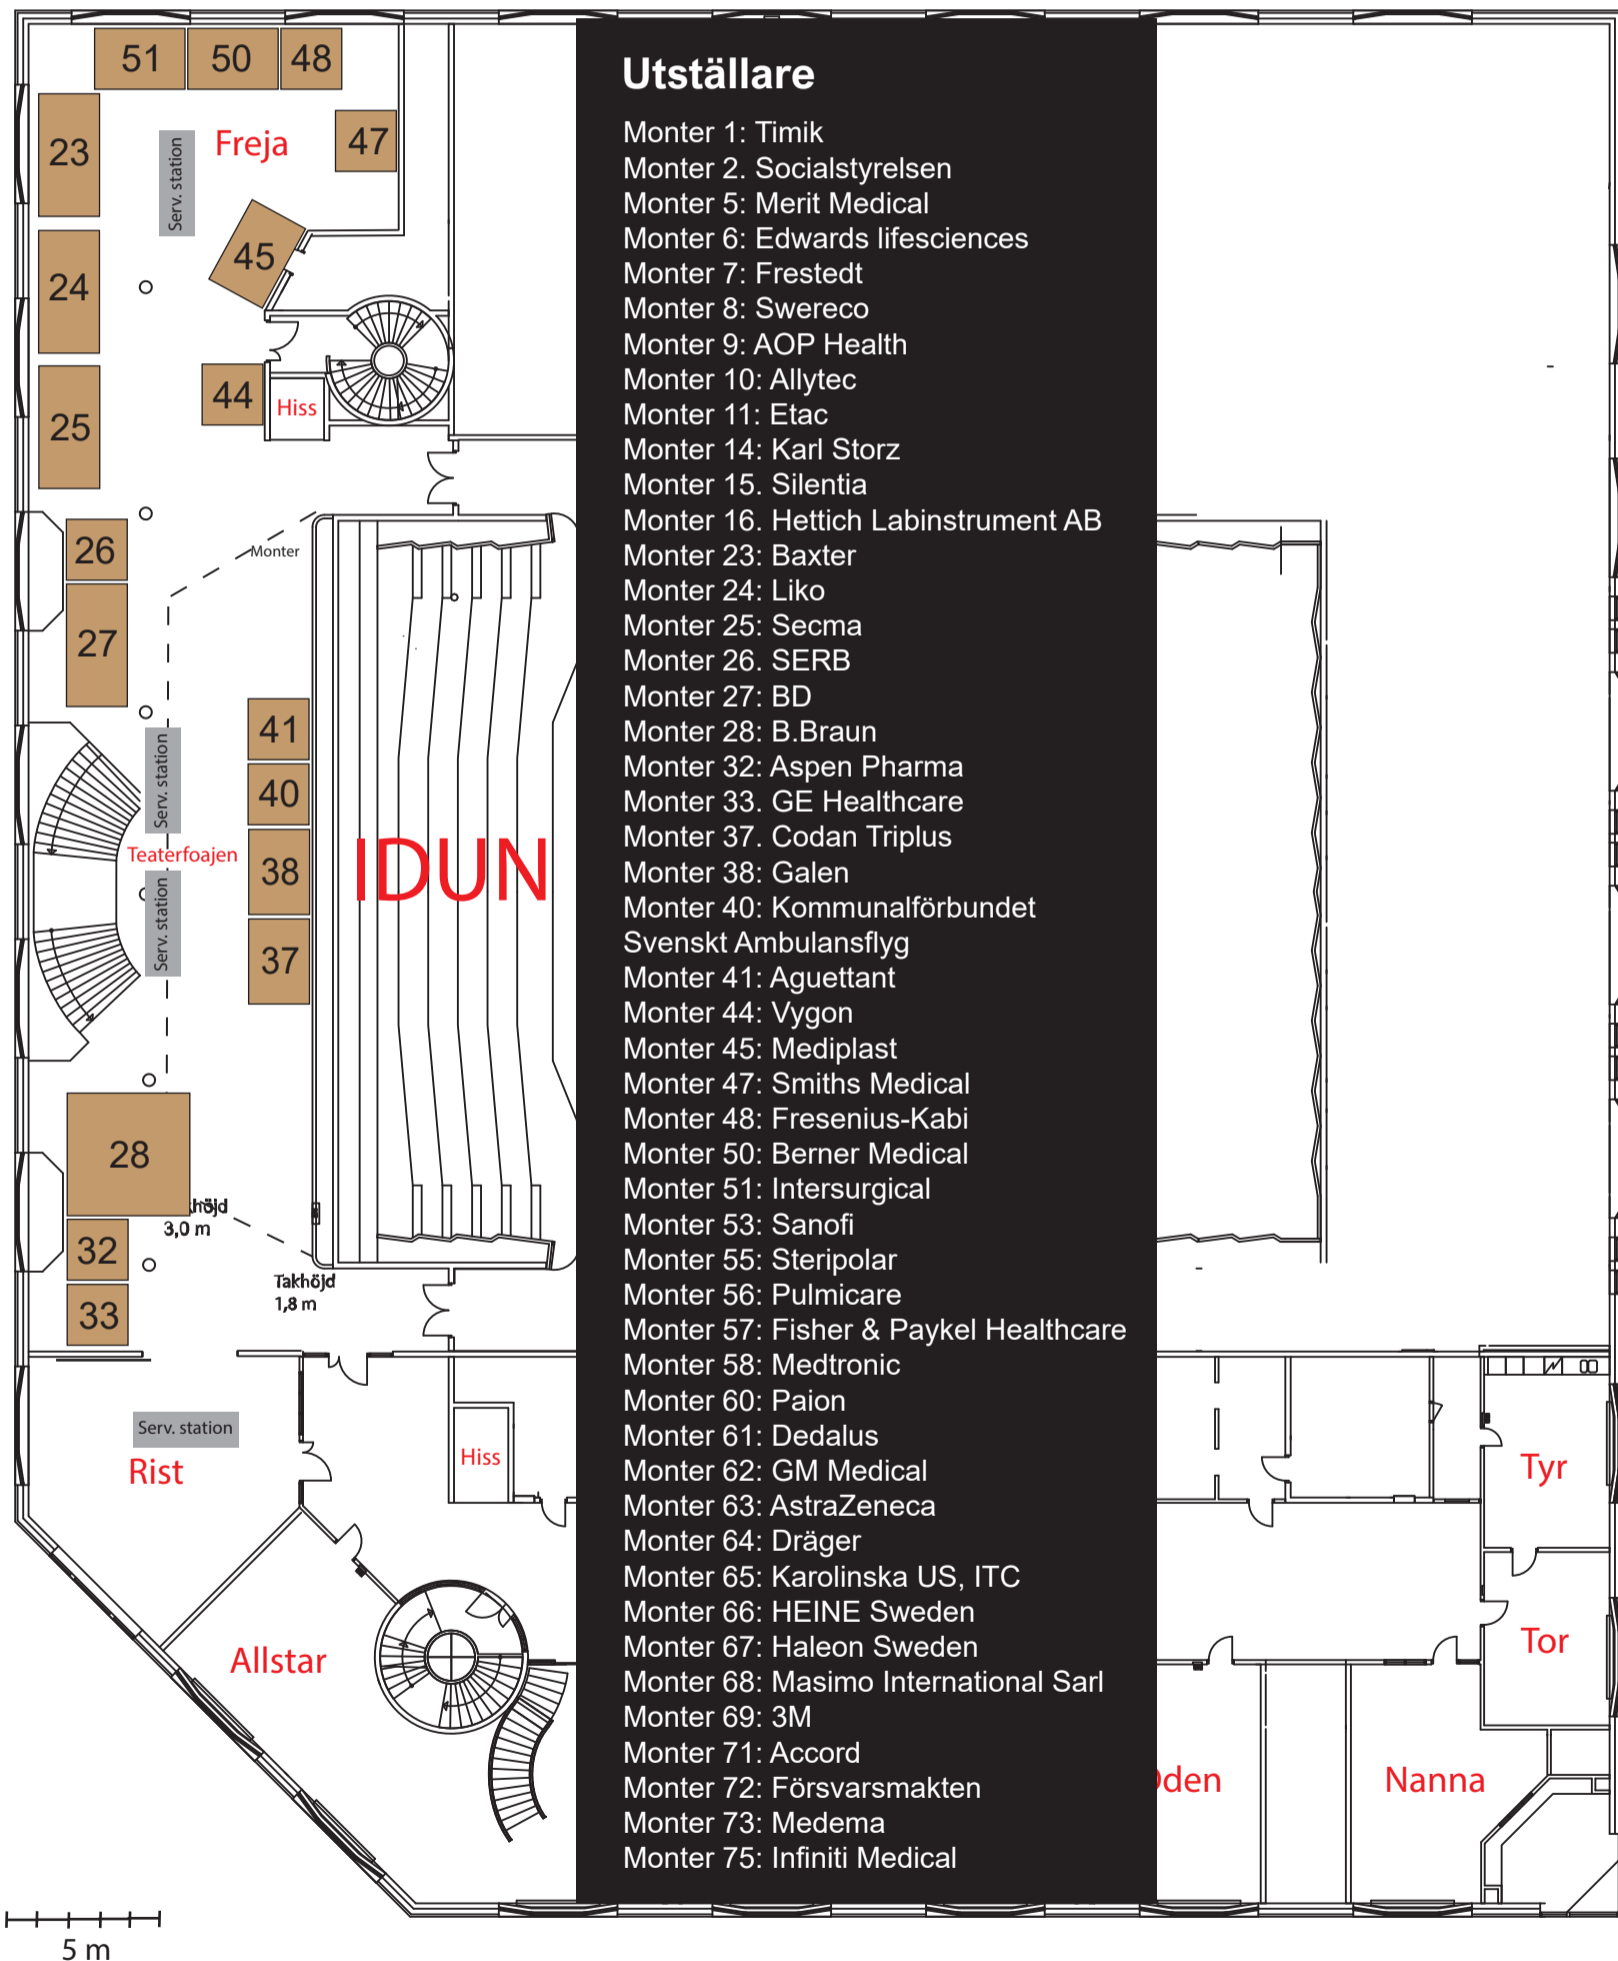 51
50
48
23
Serv. station
Freja
47
45
24
44
Hiss
25
26
Monter
27
41
Serv. station
40
Teaterfoajen
38
IDUN
Serv. station
37
28
3,0 m
32
Takhöjd
1,8 m
33
Serv. station
Rist
Hiss
Allstar
5 m
Utställare
Monter 1: Timik
Monter 2. Socialstyrelsen
Monter 5: Merit Medical
Monter 6: Edwards lifesciences
Monter 7: Frestedt
Monter 8: Swereco
Monter 9: AOP Health
Monter 10: Allytec
Monter 11: Etac
Monter 14: Karl Storz
Monter 15. Silentia
Monter 16. Hettich Labinstrument AB
Monter 23: Baxter
Monter 24: Liko
Monter 25: Secma
Monter 26. SERB
Monter 27: BD
Monter 28: B.Braun
Monter 32: Aspen Pharma
Monter 33. GE Healthcare
Monter 37. Codan Triplus
Monter 38: Galen
Monter 40: Kommunalförbundet
Svenskt Ambulansflyg
Monter 41: Aguettant
Monter 44: Vygon
Monter 45: Mediplast
Monter 47: Smiths Medical
Monter 48: Fresenius-Kabi
Monter 50: Berner Medical
Monter 51: Intersurgical
Monter 53: Sanofi
Monter 55: Steripolar
Monter 56: Pulmicare
Monter 57: Fisher & Paykel Healthcare
Monter 58: Medtronic
Monter 60: Paion
Monter 61: Dedalus
Monter 62: GM Medical
Monter 63: AstraZeneca
Monter 64: Dräger
Monter 65: Karolinska US, ITC
Monter 66: HEINE Sweden
Monter 67: Haleon Sweden
Monter 68: Masimo International Sarl
Monter 69: 3M
Monter 71: Accord
Monter 72: Försvarsmakten
Monter 73: Medema
Monter 75: Infiniti Medical
Tyr
Tor
Nanna